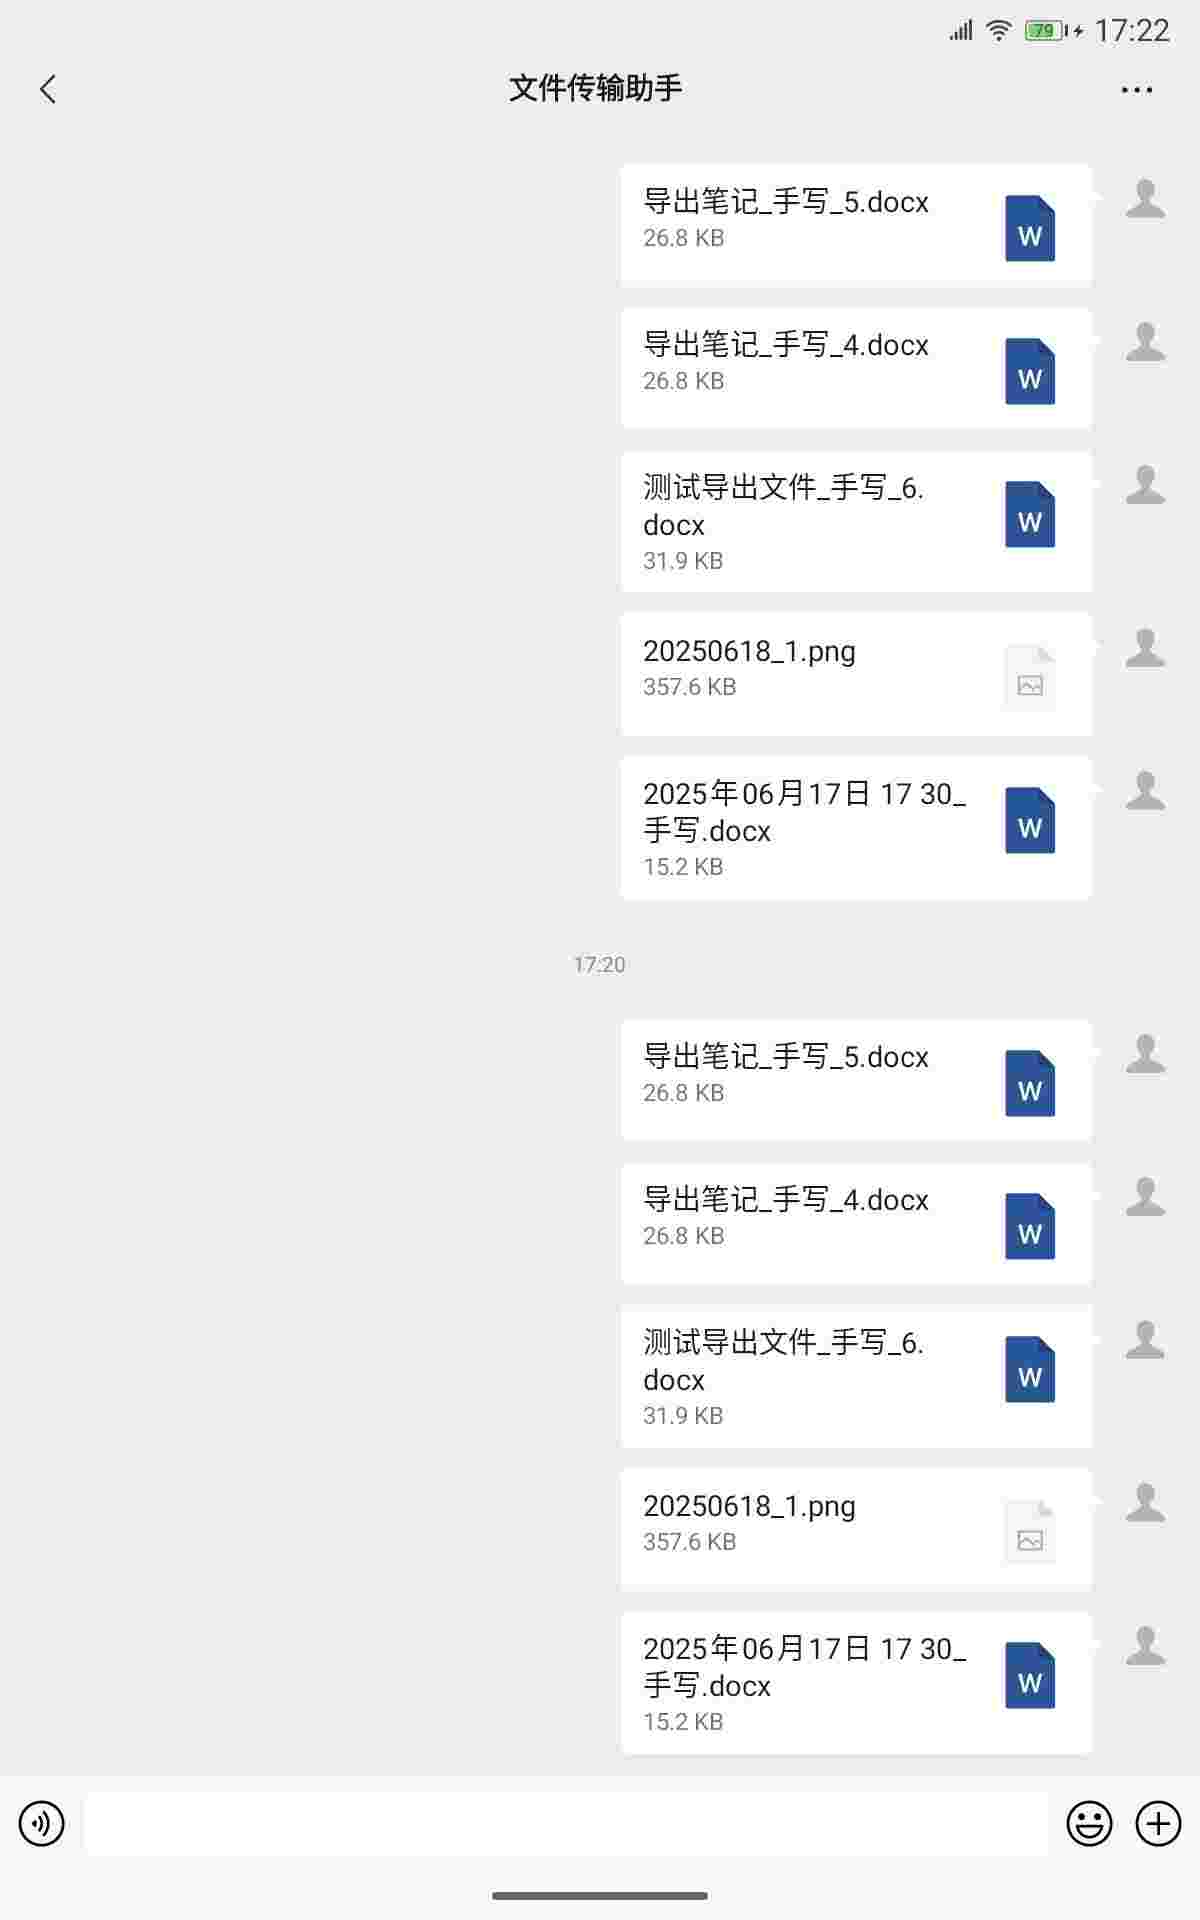 79 17:22
文件传输助手
导出笔记_手写_5.docx
26.8 KB
W
导出笔记_手写_4.docx
26.8 KB
W
测试导出文件_手写_6.
docx
31.9 KB
W
20250618_1.png
357.6 KB
2025年06月17日 17 30_
手写.docx
15.2 KB
W
17:20
导出笔记_手写_5.docx
26.8 KB
W
导出笔记_手写_4.docx
26.8 KB
W
测试导出文件_手写_6.
docx
31.9 KB
W
20250618_1.png
357.6 KB
2025年06月17日 17 30_
手写.docx
15.2 KB
W